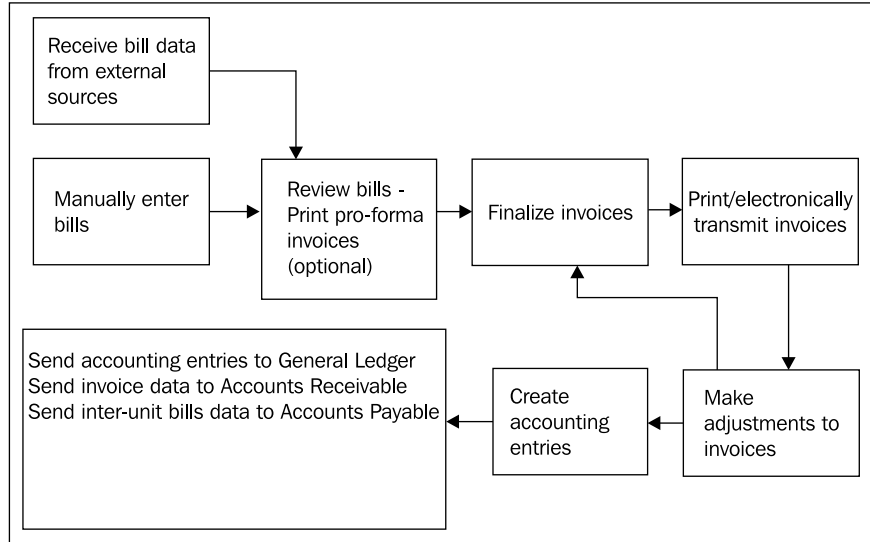 Receive bill data
from external
sources
Manually enter
bills
Review bills -
Print pro-forma
invoices
(optional)
Finalize invoices
Print/electronically
transmit invoices
Send accounting entries to General Ledger
Send invoice data to Accounts Receivable
Send inter-unit bills data to Accounts Payable
Create
accounting
entries
Make
adjustments to
invoices